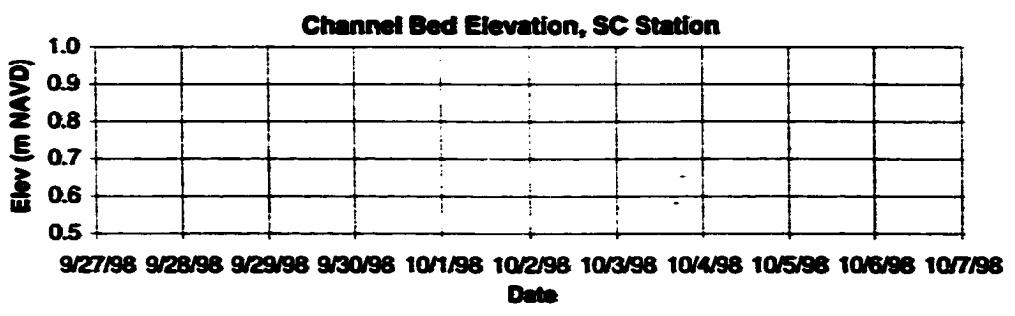 Channel Bed Elevation, SC Station
Elev (m NAVD)
1.0
0.9
0.8
0.7
0.6
0.5
9/27/98 9/28/98 9/29/98 9/30/98 10/1/98 10/2/98 10/3/98 10/4/98 10/5/98 10/6/98 10/7/98
Date